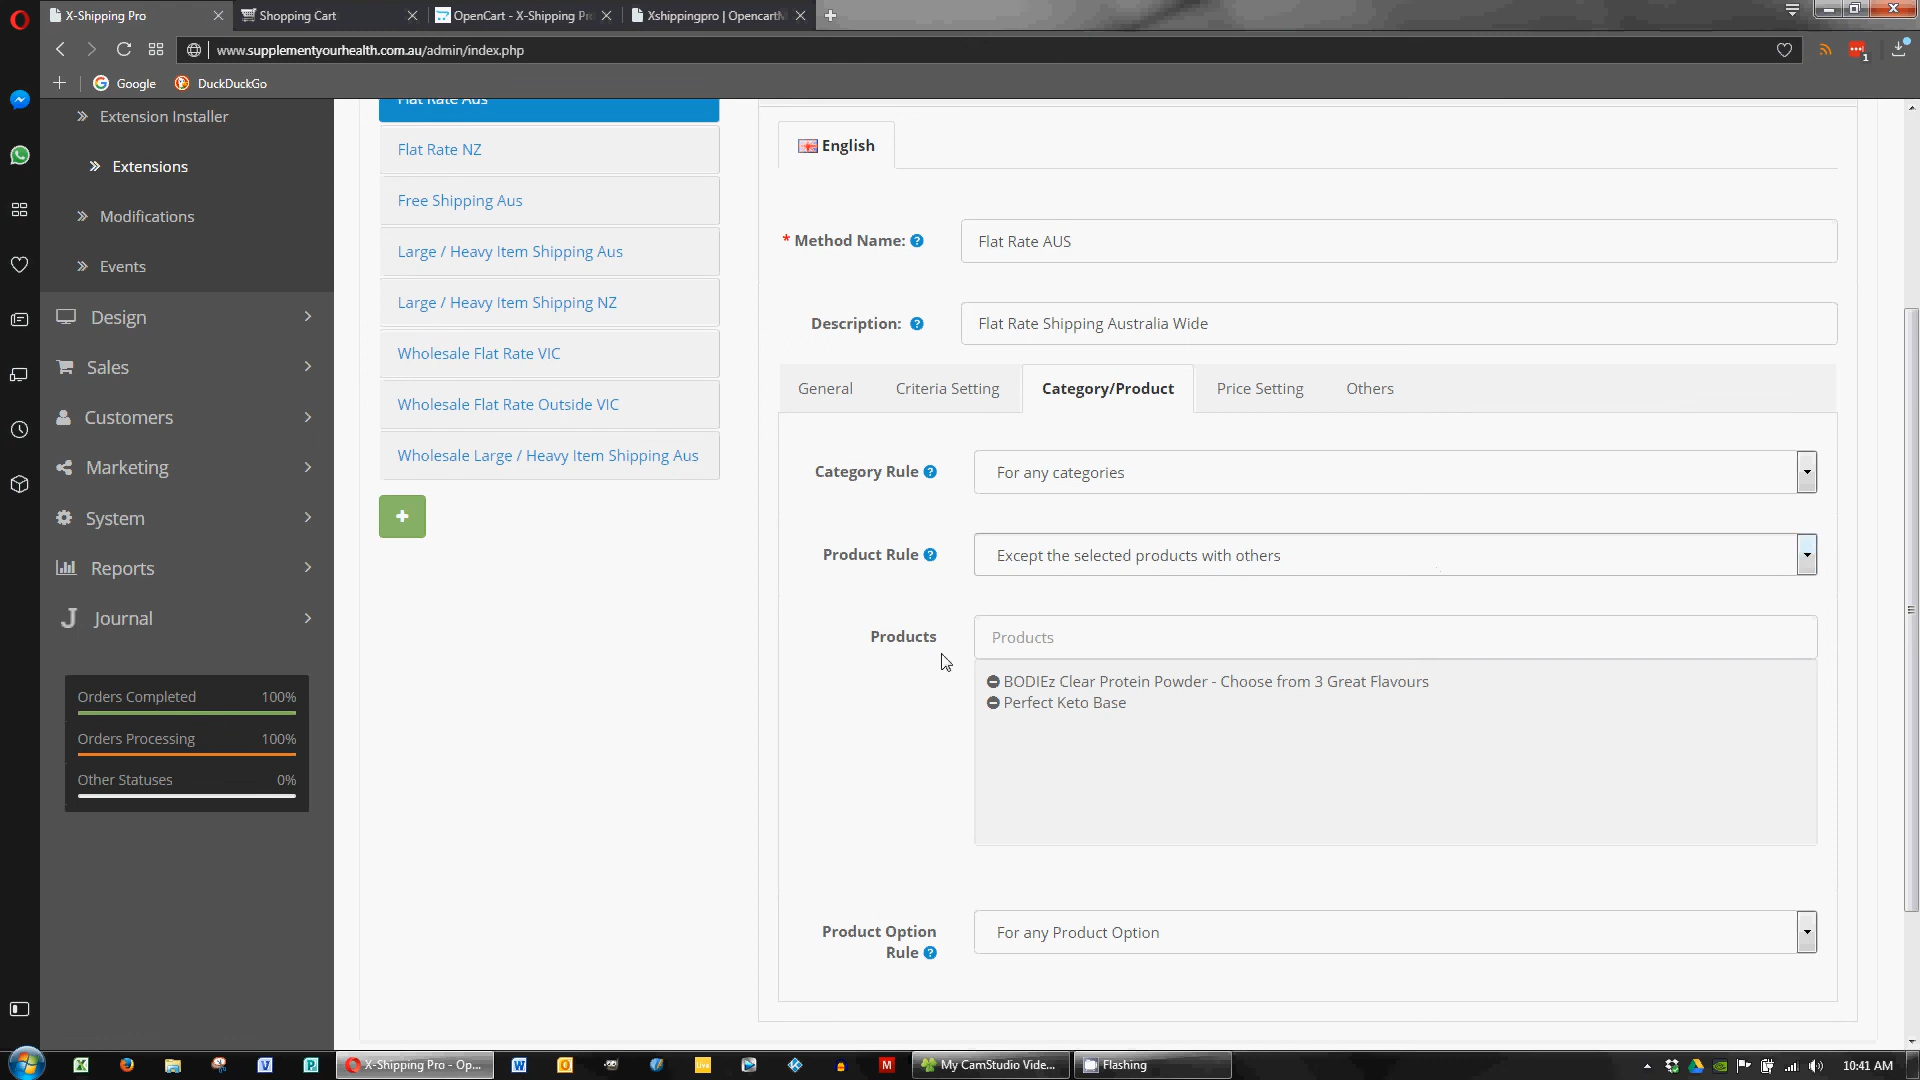 X-Shipping Pro
Shopping Cart
OpenCart - X-Shipping Pr
Xshippingpro | Opencart
www.supplementyourhealth.com.au/admin/index.php
1
Google
DuckDuckGo
Extension Installer
Extensions
Modifications
Events
Design
Sales
Customers
Marketing
System
Reports
Journal
Orders Completed 100%
Orders Processing 100%
Other Statuses 0%
Flat Rate Aus
Flat Rate NZ
Free Shipping Aus
Large / Heavy Item Shipping Aus
Large / Heavy Item Shipping NZ
Wholesale Flat Rate VIC
Wholesale Flat Rate Outside VIC
Wholesale Large / Heavy Item Shipping Aus
English
* Method Name: Flat Rate AUS
Description: Flat Rate Shipping Australia Wide
General Criteria Setting Category/Product Price Setting Others
Category Rule For any categories
Product Rule Except the selected products with others
Products Products
BODIEz Clear Protein Powder - Choose from 3 Great Flavours
Perfect Keto Base
Product Option
Rule
For any Product Option
X-Shipping Pro - Op...
My CamStudio Vide...
Flashing
10:41 AM